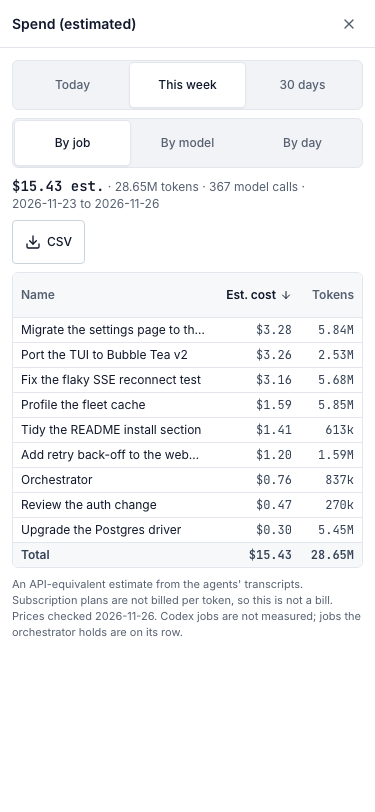 Spend (estimated)
Today This week 30 days
By job By model By day
$15.43 est. · 28.65M tokens · 367 model calls ·
2026-11-23 to 2026-11-26
CSV
Name Est. cost ↓ Tokens
Migrate the settings page to th... $3.28 5.84M
Port the TUI to Bubble Tea v2 $3.26 2.53M
Fix the flaky SSE reconnect test $3.16 5.68M
Profile the fleet cache $1.59 5.85M
Tidy the README install section $1.41 613k
Add retry back-off to the web... $1.20 1.59M
Orchestrator $0.76 837k
Review the auth change $0.47 270k
Upgrade the Postgres driver $0.30 5.45M
Total $15.43 28.65M
An API-equivalent estimate from the agents' transcripts.
Subscription plans are not billed per token, so this is not a bill.
Prices checked 2026-11-26. Codex jobs are not measured; jobs the
orchestrator holds are on its row.